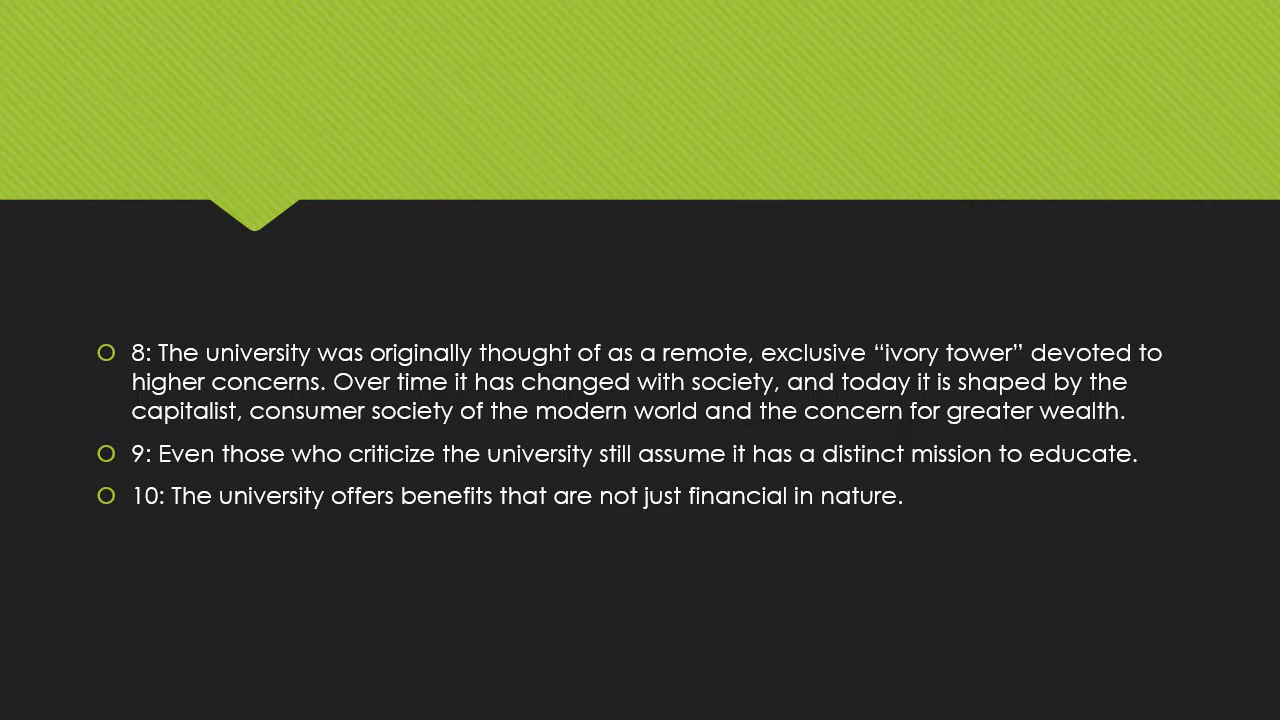 8: The university was originally thought of as a remote, exclusive “ivory tower” devoted to
higher concerns. Over time it has changed with society, and today it is shaped by the
capitalist, consumer society of the modern world and the concern for greater wealth.
9: Even those who criticize the university still assume it has a distinct mission to educate.
10: The university offers benefits that are not just financial in nature.